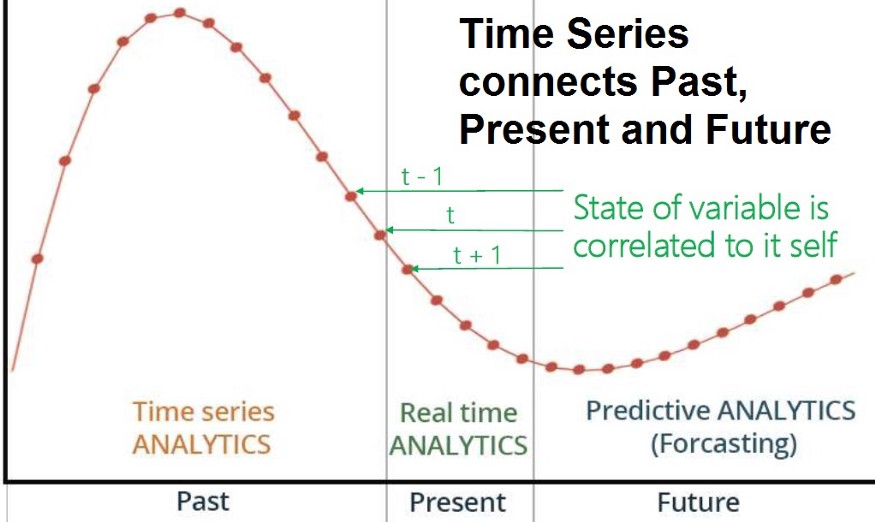 Time Series
connects Past,
Present and Future
t - 1
t
t + 1
State of variable is
correlated to it self
Time series
ANALYTICS
Real time
ANALYTICS
Predictive ANALYTICS
(Forcasting)
Past
Present
Future